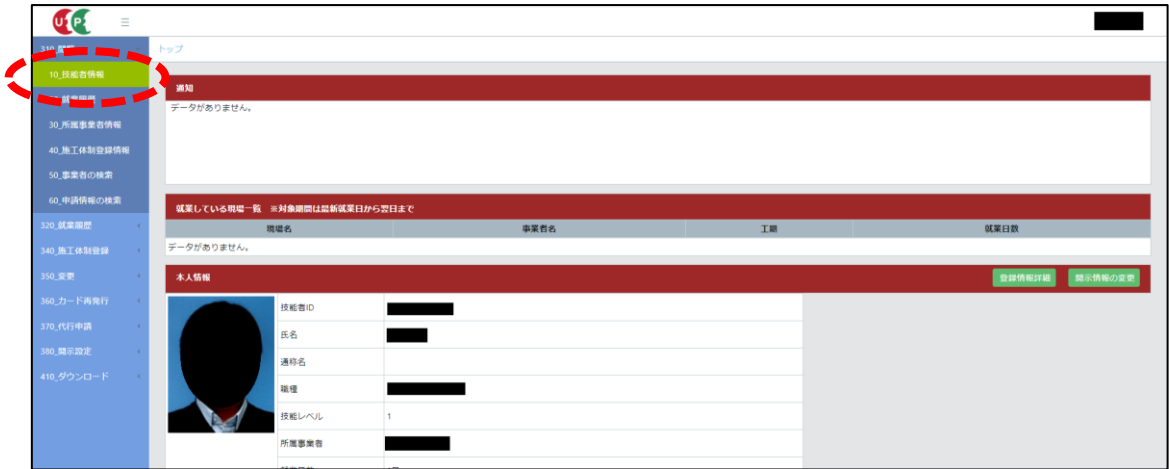 UP
トップ
310_閲覧
10_技能者情報
20_就業履歴
30_所属事業者情報
40_施工体制登録情報
50_事業者の検索
60_申請情報の検索
320_就業履歴
340_施工体制登録
350_変更
360_カード再発行
370_代行申請
380_開示設定
410_ダウンロード
通知
データがありません。
就業している現場一覧 ※対象期間は最新就業日から翌日まで
現場名 事業者名 工期 就業日数
データがありません。
本人情報 登録情報詳細 開示情報の変更
技能者ID
氏名
通称名
職種
技能レベル 1
所属事業者